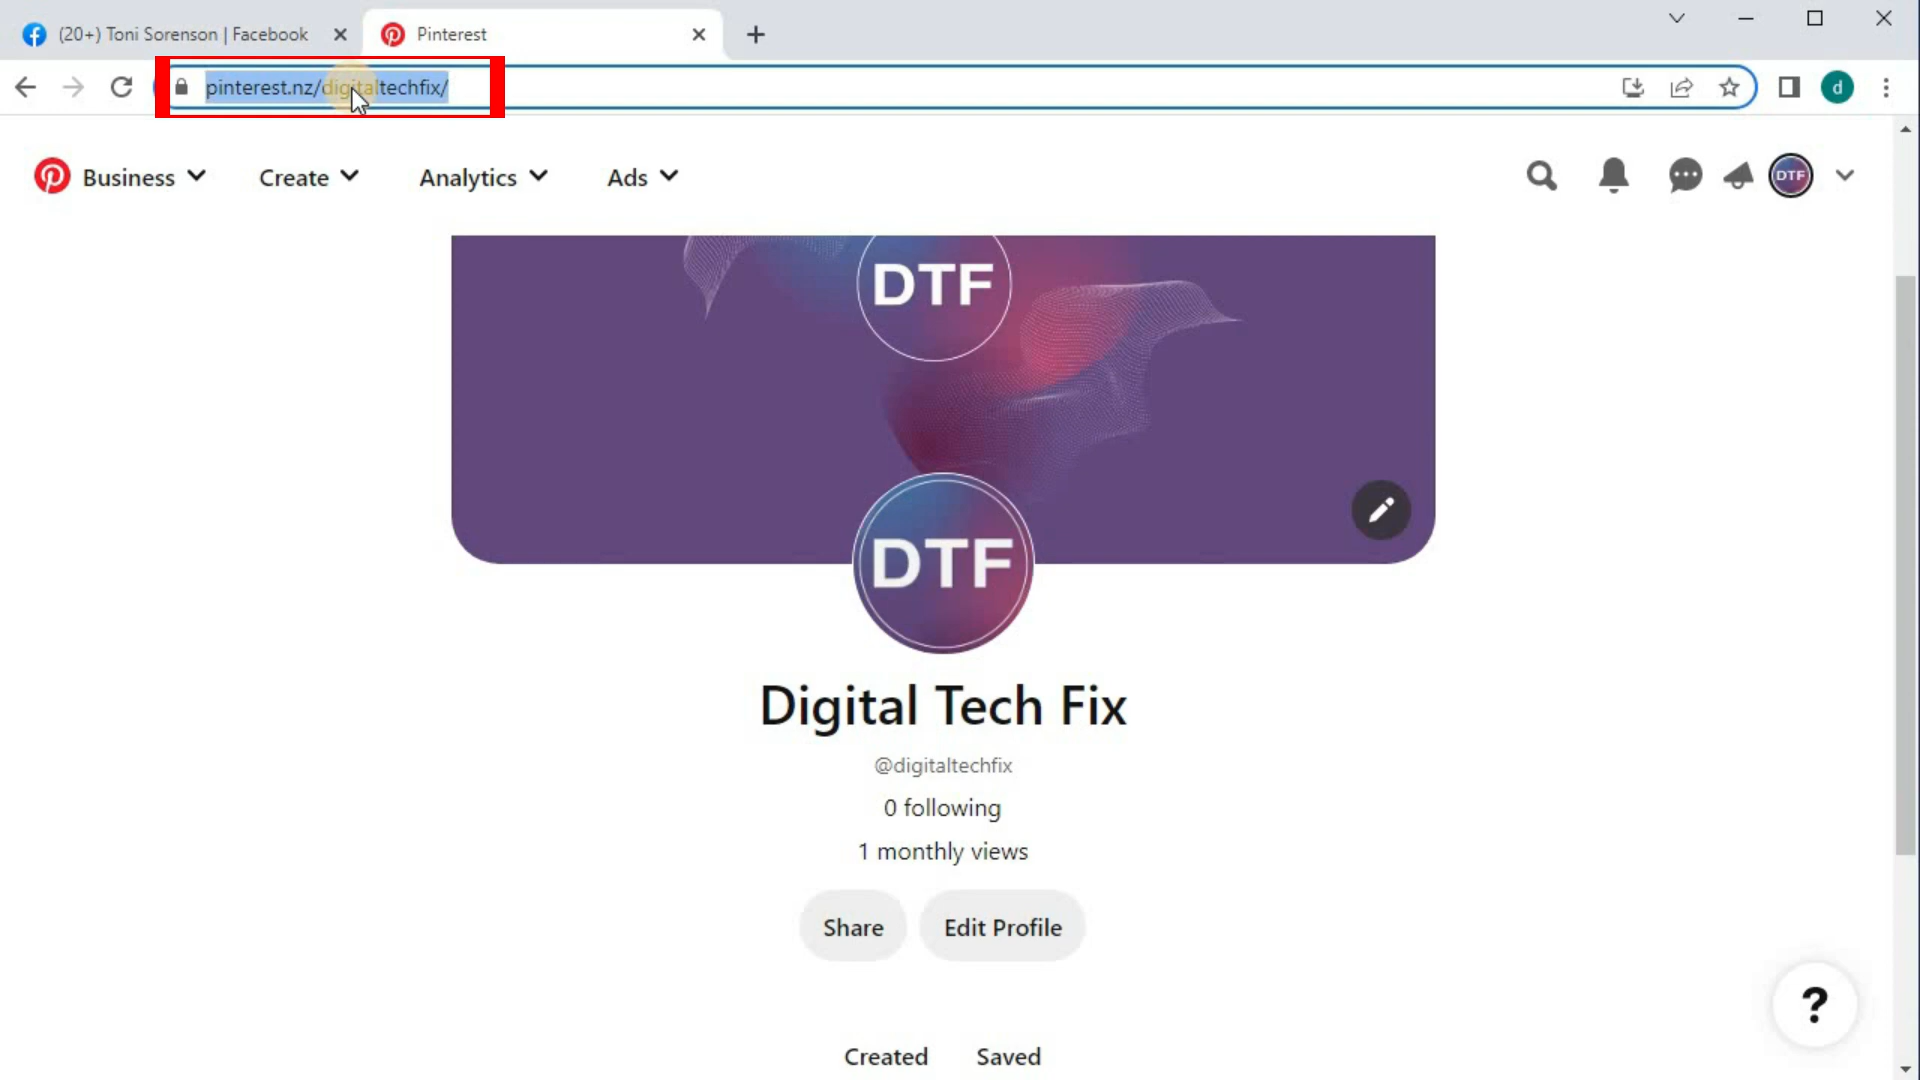 (20+) Toni Sorenson | Facebook
Pinterest
pinterest.nz/digitaltechfix/
d
Business
Create
Analytics
Ads
DTF
DTF
DTF
Digital Tech Fix
@digitaltechfix
0 following
1 monthly views
Share
Edit Profile
?
Created
Saved